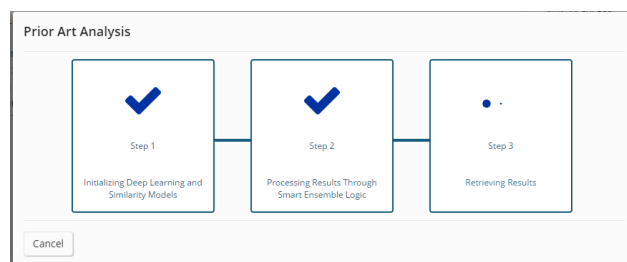 Prior Art Analysis
Step 1
Initializing Deep Learning and
Similarity Models
Step 2
Processing Results Through
Smart Ensemble Logic
Step 3
Retrieving Results
Cancel